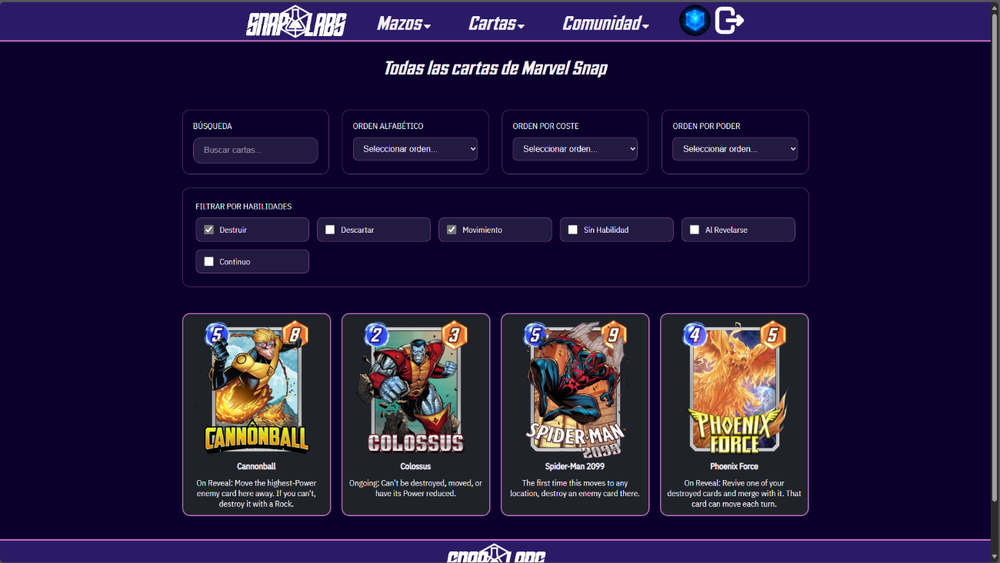 SNAP LABS
Mazos
Cartas
Comunidad
Todas las cartas de Marvel Snap
BÚSQUEDA
Buscar cartas...
ORDEN ALFABÉTICO
Seleccionar orden...
ORDEN POR COSTE
Seleccionar orden...
ORDEN POR PODER
Seleccionar orden...
FILTRAR POR HABILIDADES
Destruir
Descartar
Movimiento
Sin Habilidad
Al Revelarse
Continuo
5
8
CANNONBALL
Cannonball
On Reveal: Move the highest-Power
enemy card here away. If you can't,
destroy it with a Rock.
2
3
COLOSSUS
Colossus
Ongoing: Can't be destroyed, moved, or
have its Power reduced.
5
9
SPIDER-MAN
2099
Spider-Man 2099
The first time this moves to any
location, destroy an enemy card there.
4
5
PHOENIX
FORCE
Phoenix Force
On Reveal: Revive one of your
destroyed cards and merge with it. That
card can move each turn.
SNAP LABS